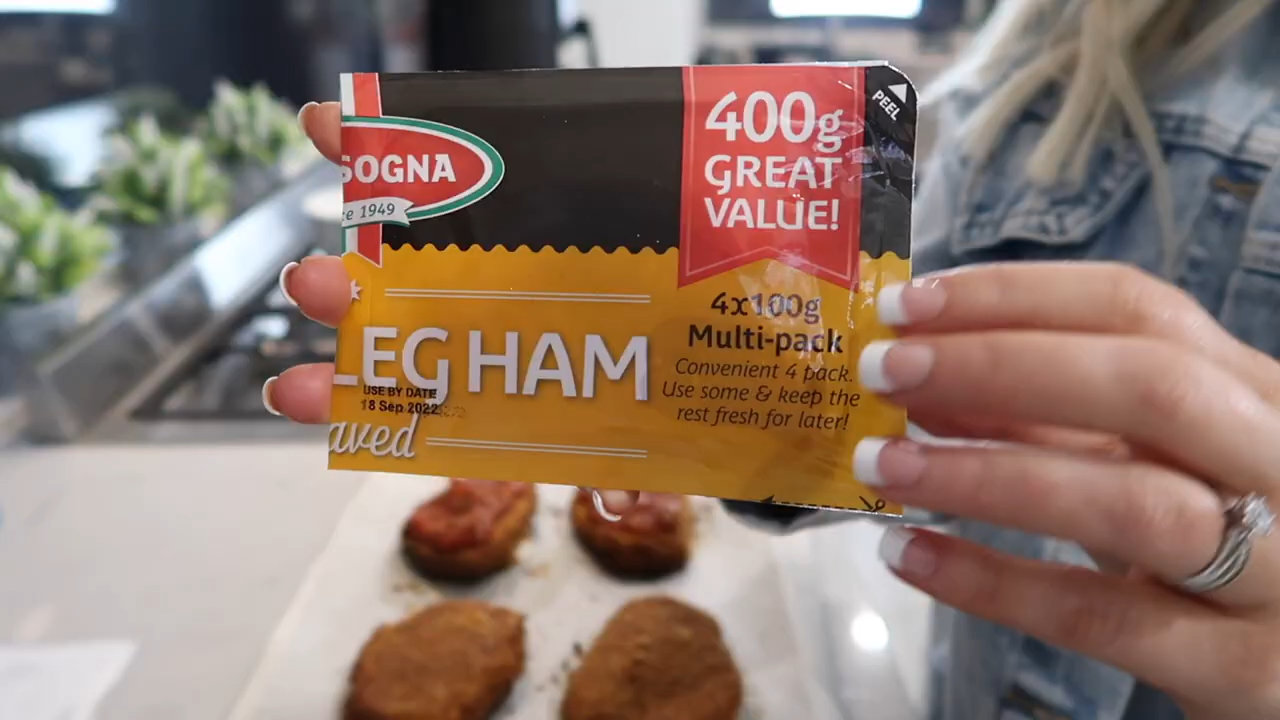 SOGNA
ce 1949
400g
GREAT
VALUE!
PEEL
4x100g
Multi-pack
Convenient 4 pack.
Use some & keep the
rest fresh for later!
LEG HAM
USE BY DATE
18 Sep 2022
aved